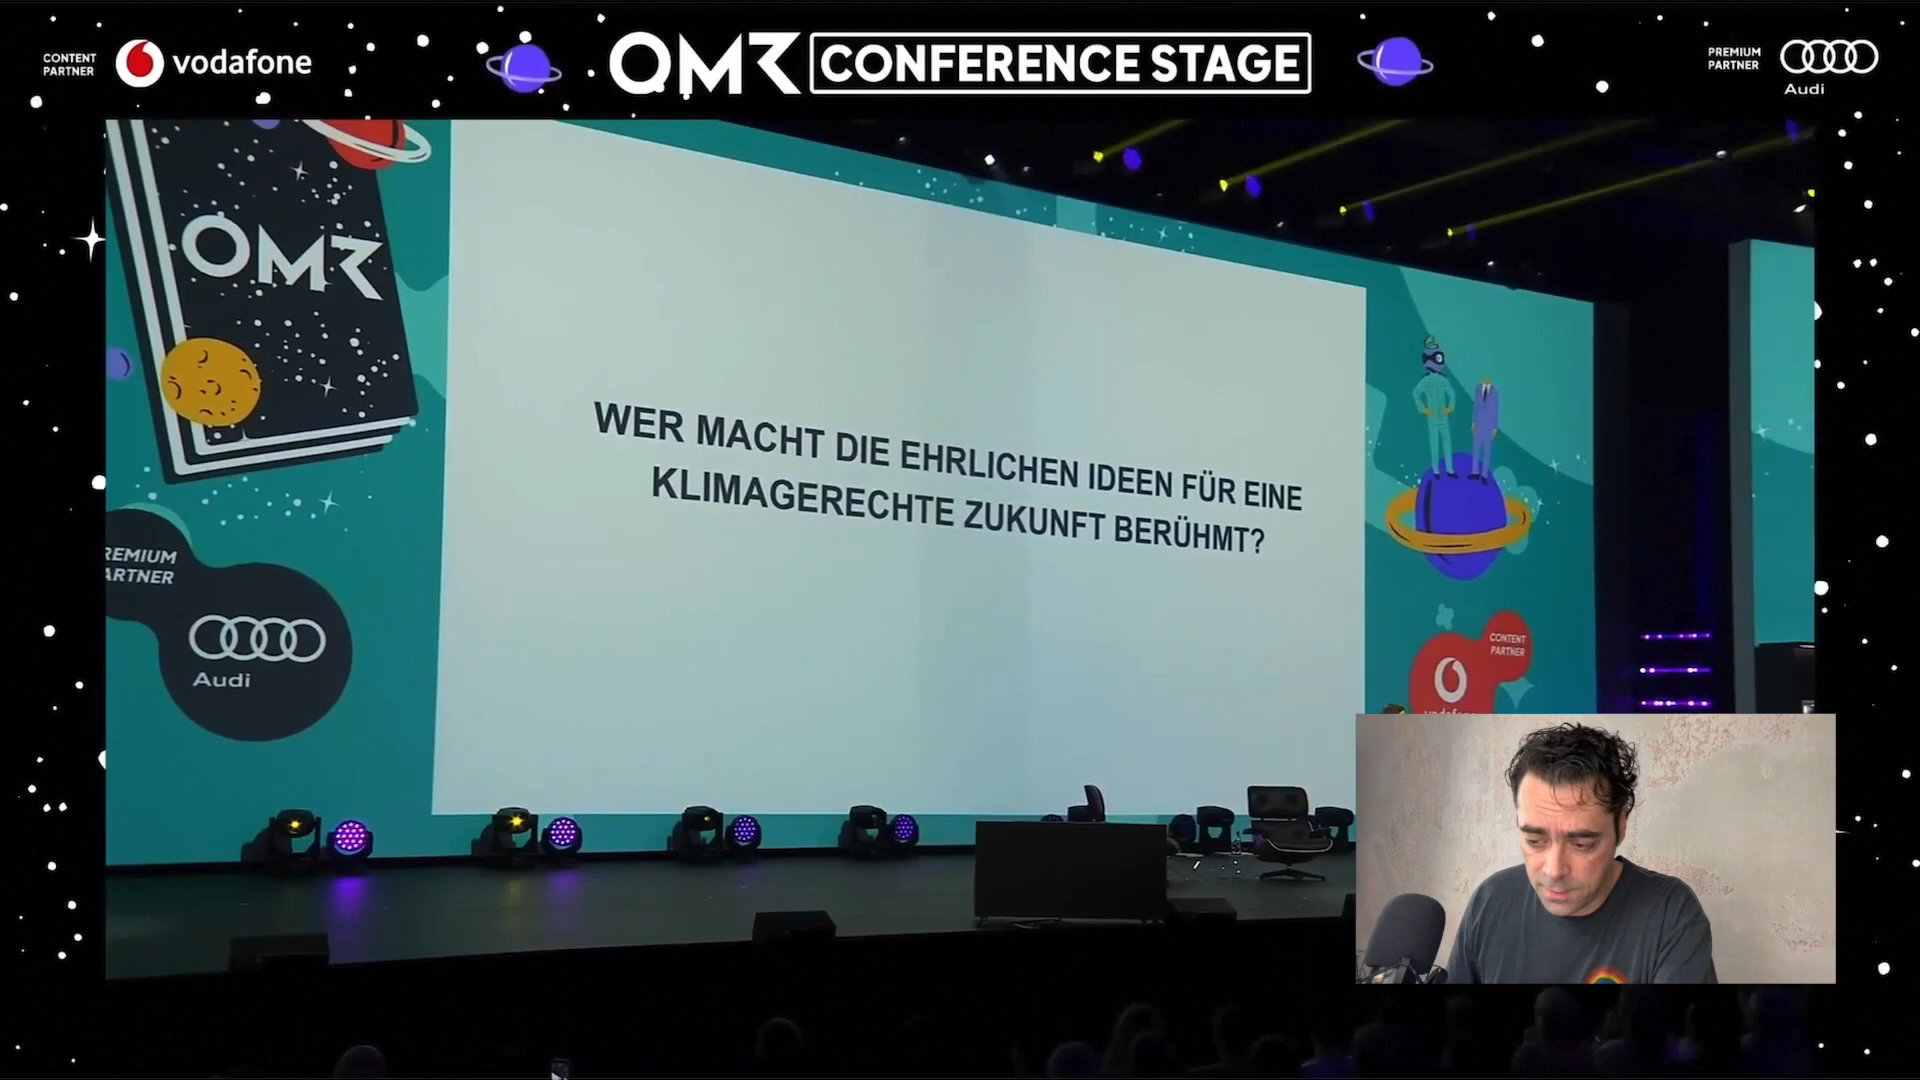 CONTENT
PARTNER
vodafone
OMR
CONFERENCE STAGE
PREMIUM
PARTNER
Audi
OMR
WER MACHT DIE EHRLICHEN IDEEN FÜR EINE
KLIMAGERECHTE ZUKUNFT BERÜHMT?
REMIUM
ARTNER
Audi
CONTENT
PARTNER
vodafone